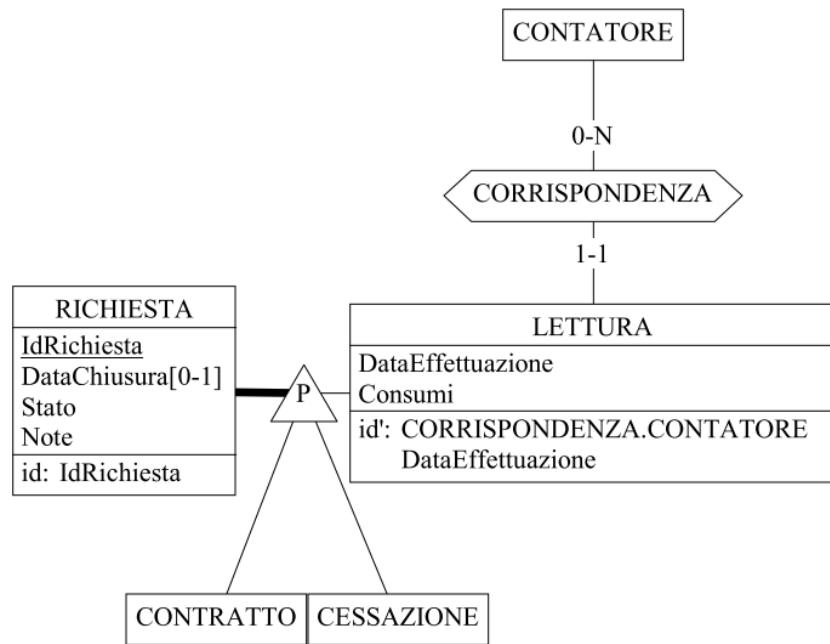 CONTATORE
0-N
CORRISPONDENZA
1-1
RICHIESTA
IdRichiesta
DataChiusura[0-1]
Stato
Note
id: IdRichiesta
P
LETTURA
DataEffettuazione
Consumi
id': CORRISPONDENZA.CONTATORE
DataEffettuazione
CONTRATTO
CESSAZIONE